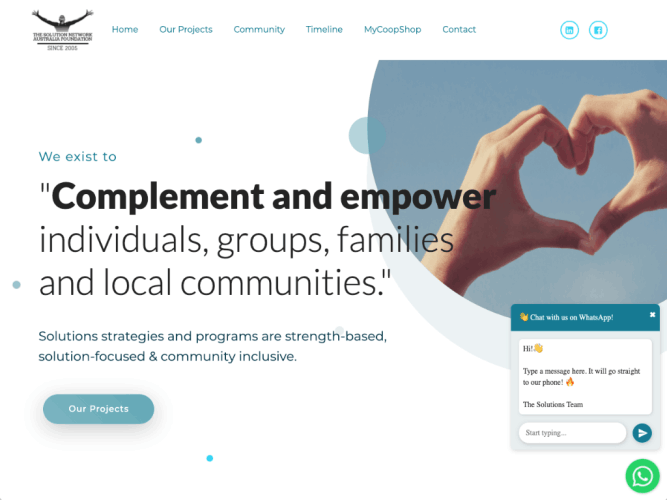 THE SOLUTION NETWORK
AUSTRALIA FOUNDATION
SINCE 2005
Home
Our Projects
Community
Timeline
MyCoopShop
Contact
We exist to
"Complement and empower
individuals, groups, families
and local communities."
Solutions strategies and programs are strength-based,
solution-focused & community inclusive.
Our Projects
👋 Chat with us on WhatsApp!
Hi!👋
Type a message here. It will go straight
to our phone! 🔥
The Solutions Team
Start typing...